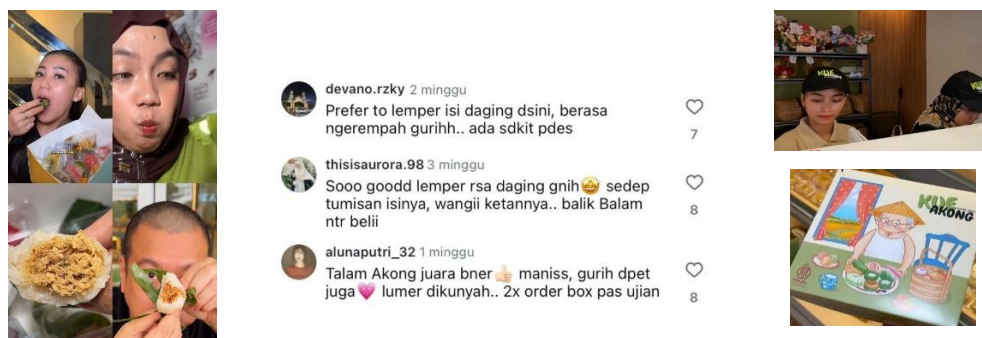 devano.rzky 2 minggu
Prefer to lemper isi daging dsini, berasa
ngerempah gurihh.. ada sdkit pdes
7
thisisaurora.98 3 minggu
Sooo goodd lemper rsa daging gnih🤩 sedep
tumisan isinya, wangii ketannya.. balik Balam
ntr belii
8
alunaputri_32 1 minggu
Talam Akong juara bner👍🏻 maniss, gurih dpet
juga💗 lumer dikunyah.. 2x order box pas ujian
8
KUE
KUE
KUE
AKONG